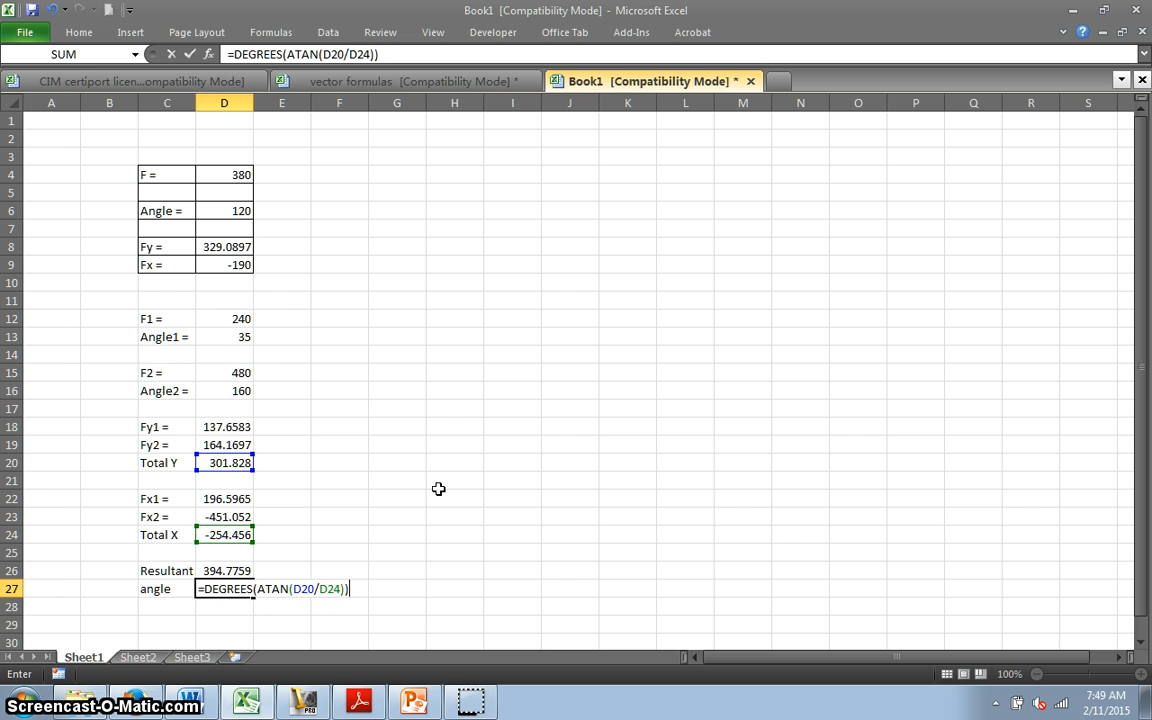 Book1 [Compatibility Mode] - Microsoft Excel
File Home Insert Page Layout Formulas Data Review View Developer Office Tab Add-Ins Acrobat
SUM fx =DEGREES(ATAN(D20/D24))
CIM certiport licen...ompatibility Mode] vector formulas [Compatibility Mode] * Book1 [Compatibility Mode] *
A B C D E F G H I J K L M N O P Q R S
1
2
3
4 F = 380
5
6 Angle = 120
7
8 Fy = 329.0897
9 Fx = -190
10
11
12 F1 = 240
13 Angle1 = 35
14
15 F2 = 480
16 Angle2 = 160
17
18 Fy1 = 137.6583
19 Fy2 = 164.1697
20 Total Y 301.828
21
22 Fx1 = 196.5965
23 Fx2 = -451.052
24 Total X -254.456
25
26 Resultant 394.7759
27 angle =DEGREES(ATAN(D20/D24))
28
29
30
Sheet1 Sheet2 Sheet3
Enter 100%
Screencast-O-Matic.com 7:49 AM
2/11/2015